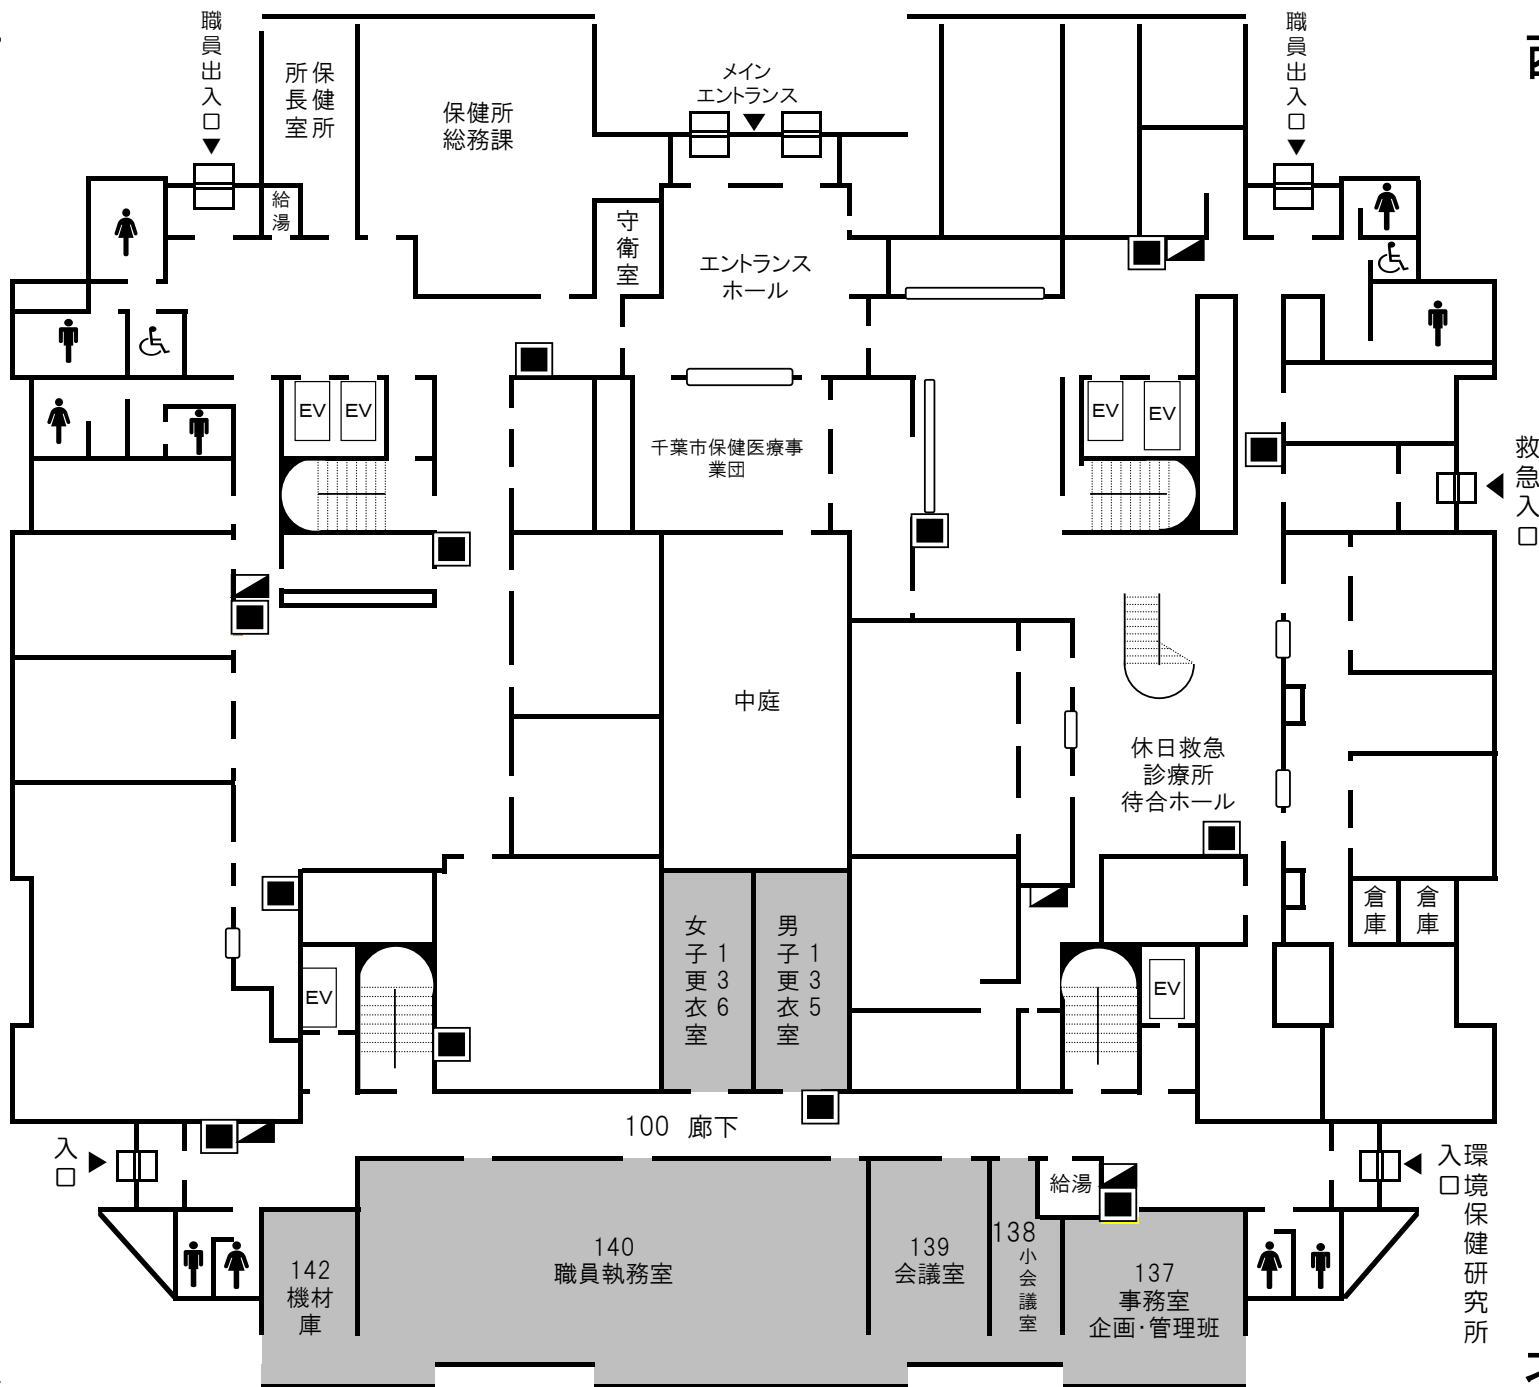 職員出入口
職員出入口
メイン
エントランス
保健所
所長室
保健所
総務課
給湯
守衛室
エントランス
ホール
EV
EV
EV
EV
千葉市保健医療事
業団
救急入口
中庭
休日救急
診療所
待合ホール
倉庫
倉庫
136
女子更衣室
135
男子更衣室
EV
EV
100 廊下
入口
環境保健研究所
入口
給湯
142
機材
庫
140
職員執務室
139
会議室
138
小会議室
137
事務室
企画・管理班